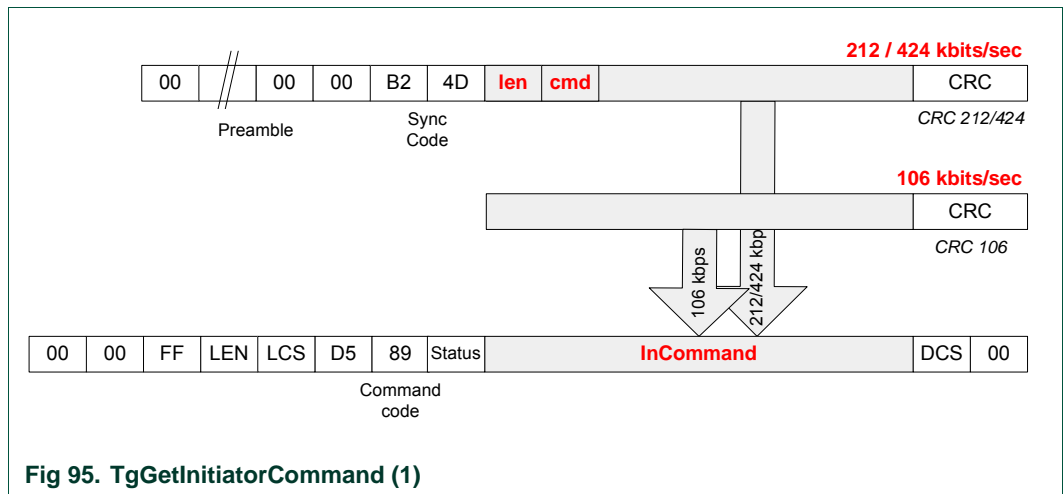 212 / 424 kbits/sec
00 00 00 B2 4D len cmd CRC
Preamble
Sync
Code
CRC 212/424
106 kbits/sec
CRC
CRC 106
106 kbps
212/424 kbp
00 00 FF LEN LCS D5 89 Status InCommand DCS 00
Command
code
Fig 95. TgGetInitiatorCommand (1)